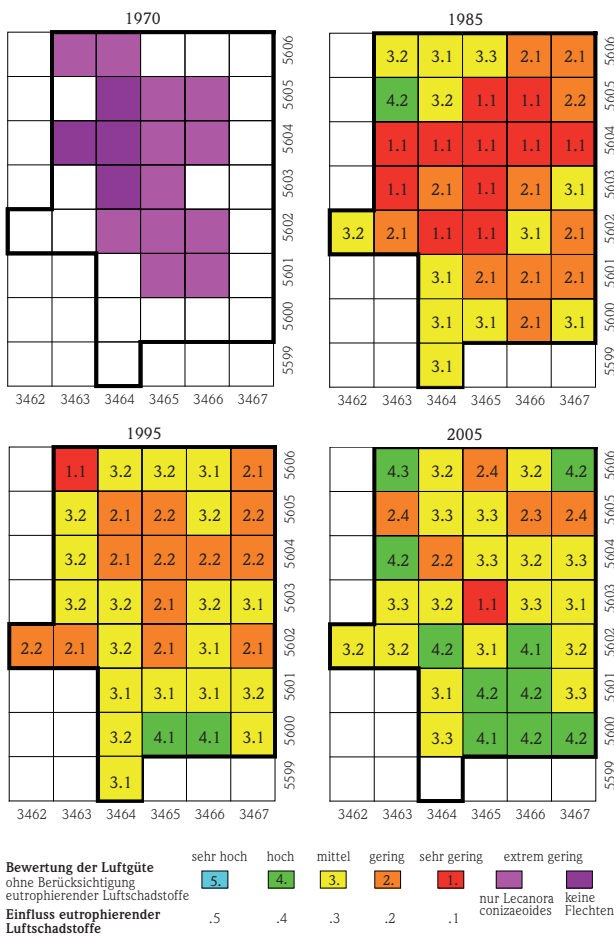 1970
5606
5605
5604
5603
5602
5601
5600
5599
3462 3463 3464 3465 3466 3467
1985
3.2 3.1 3.3 2.1 2.1 5606
4.2 3.2 1.1 1.1 2.2 5605
1.1 1.1 1.1 1.1 1.1 5604
1.1 2.1 1.1 2.1 3.1 5603
3.2 2.1 1.1 1.1 3.1 2.1 5602
3.1 2.1 2.1 2.1 5601
3.1 3.1 2.1 3.1 5600
3.1 5599
3462 3463 3464 3465 3466 3467
1995
1.1 3.2 3.2 3.1 2.1 5606
3.2 2.1 2.2 3.2 2.2 5605
3.2 2.1 2.2 2.2 2.2 5604
3.2 3.2 2.1 3.2 3.1 5603
2.2 2.1 3.2 2.1 3.1 2.1 5602
3.1 3.1 3.1 3.2 5601
3.2 4.1 4.1 3.1 5600
3.1 5599
3462 3463 3464 3465 3466 3467
2005
4.3 3.2 2.4 3.2 4.2 5606
2.4 3.3 3.3 2.3 2.4 5605
4.2 2.2 3.3 3.2 3.3 5604
3.3 3.2 1.1 3.3 3.1 5603
3.2 3.2 4.2 3.1 4.1 3.2 5602
3.1 4.2 4.2 3.3 5601
3.3 4.1 4.2 4.2 5600
5599
3462 3463 3464 3465 3466 3467
sehr hoch hoch mittel gering sehr gering extrem gering
Bewertung der Luftgüte
ohne Berücksichtigung
eutrophierender Luftschadstoffe
5. 4. 3. 2. 1.
nur Lecanora
conizaeoides
keine
Flechten
Einfluss eutrophierender
Luftschadstoffe
.5 .4 .3 .2 .1